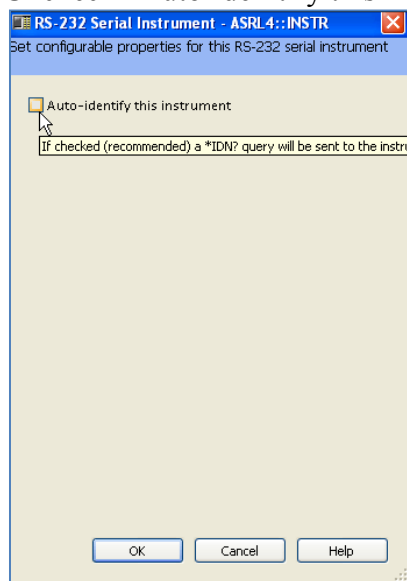 RS-232 Serial Instrument - ASRL4::INSTR
Set configurable properties for this RS-232 serial instrument
Auto-identify this instrument
If checked (recommended) a *IDN? query will be sent to the instru
OK Cancel Help